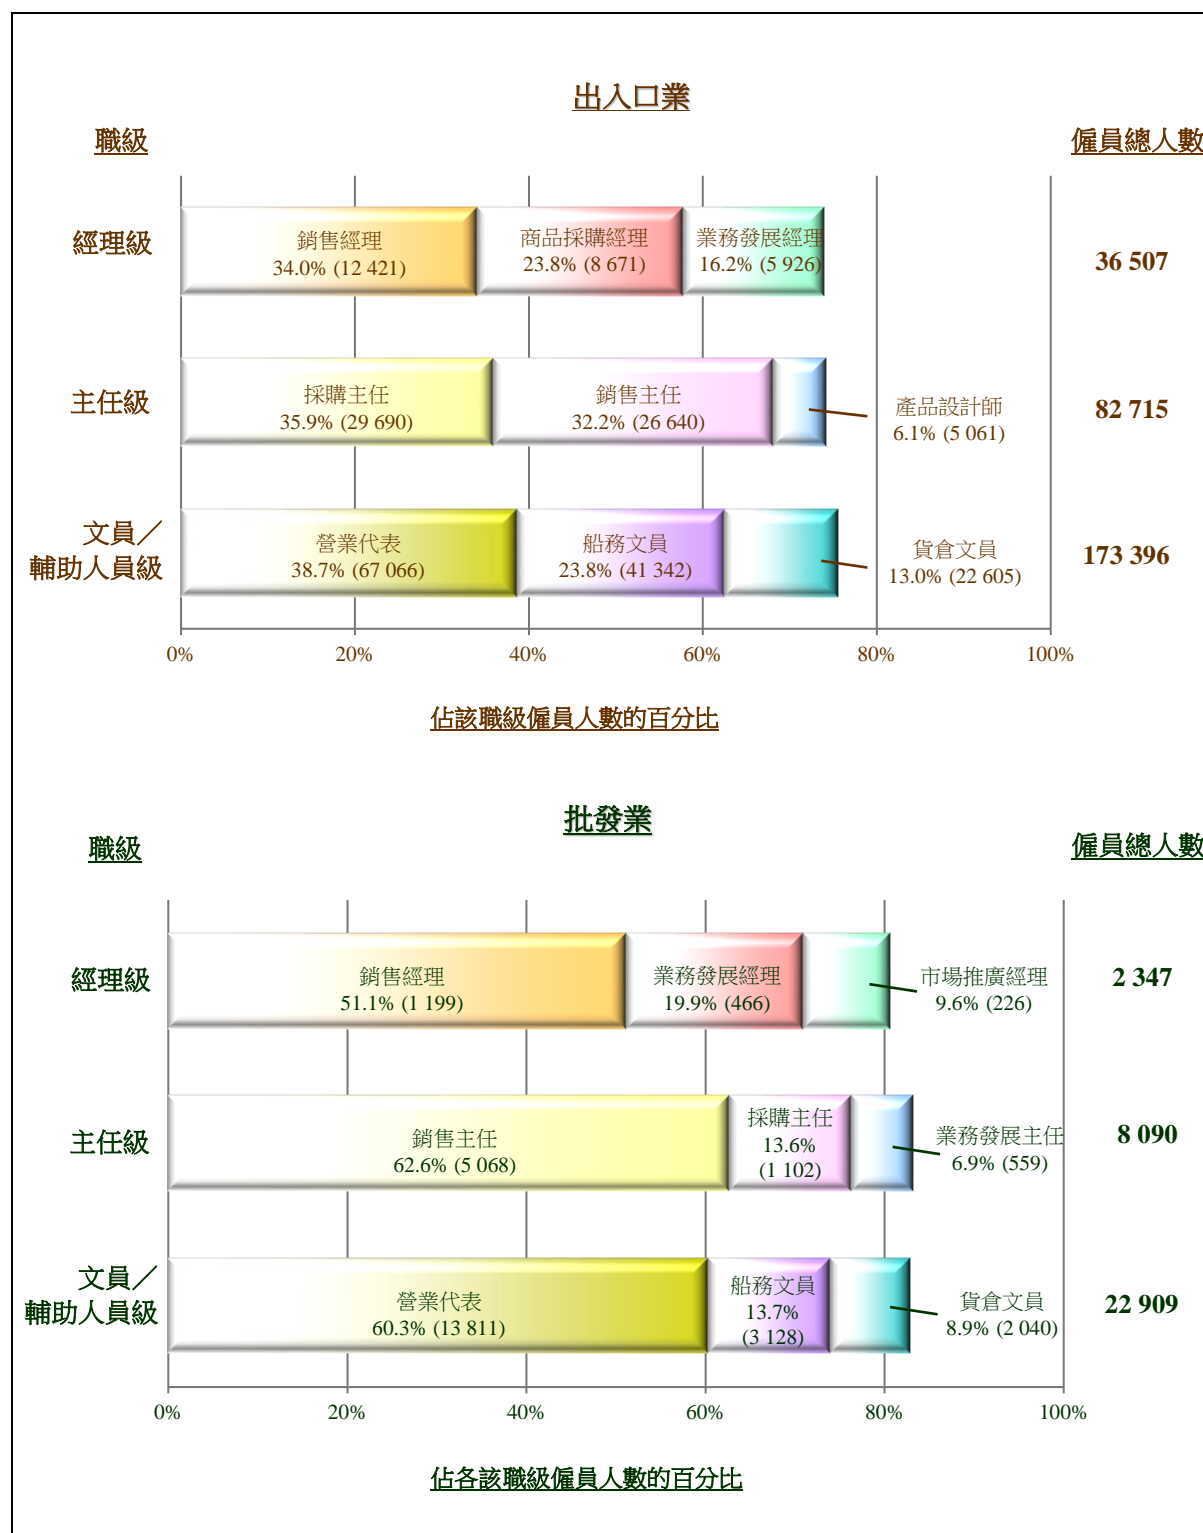 出入口業
職級
僱員總人數
經理級
銷售經理
34.0% (12 421)
商品採購經理
23.8% (8 671)
業務發展經理
16.2% (5 926)
36 507
主任級
採購主任
35.9% (29 690)
銷售主任
32.2% (26 640)
產品設計師
6.1% (5 061)
82 715
文員／
輔助人員級
營業代表
38.7% (67 066)
船務文員
23.8% (41 342)
貨倉文員
13.0% (22 605)
173 396
0%
20%
40%
60%
80%
100%
佔該職級僱員人數的百分比
批發業
職級
僱員總人數
經理級
銷售經理
51.1% (1 199)
業務發展經理
19.9% (466)
市場推廣經理
9.6% (226)
2 347
主任級
銷售主任
62.6% (5 068)
採購主任
13.6%
(1 102)
業務發展主任
6.9% (559)
8 090
文員／
輔助人員級
營業代表
60.3% (13 811)
船務文員
13.7%
(3 128)
貨倉文員
8.9% (2 040)
22 909
0%
20%
40%
60%
80%
100%
佔各該職級僱員人數的百分比